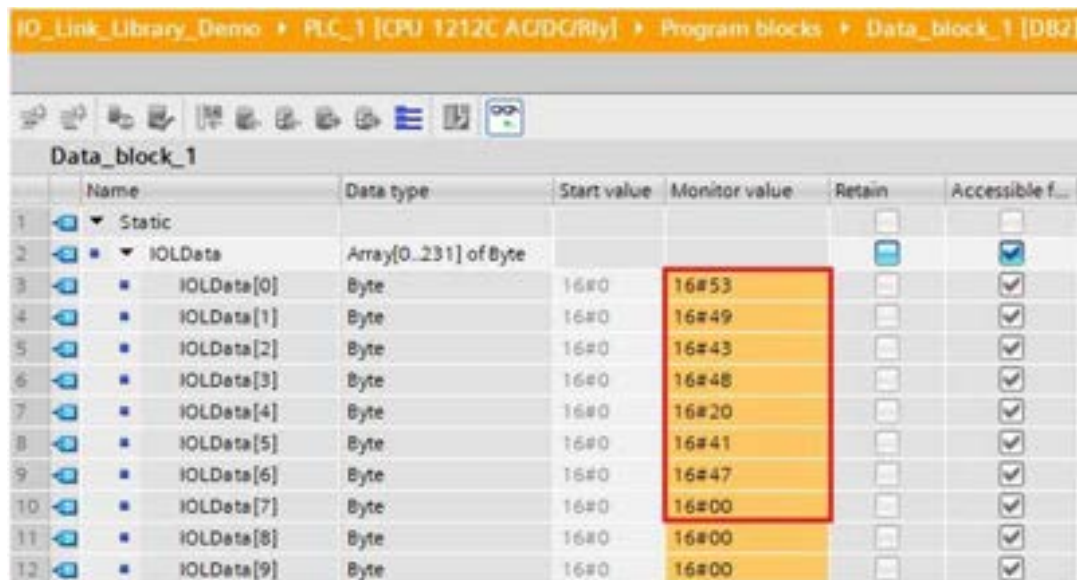 IO_Link_Library_Demo ▸ PLC_1 [CPU 1212C AC/DC/Rly] ▸ Program blocks ▸ Data_block_1 [DB2]
Data_block_1
Name Data type Start value Monitor value Retain Accessible f...
1 Static
2 IOLData Array[0..231] of Byte
3 IOLData[0] Byte 16#0 16#53
4 IOLData[1] Byte 16#0 16#49
5 IOLData[2] Byte 16#0 16#43
6 IOLData[3] Byte 16#0 16#48
7 IOLData[4] Byte 16#0 16#20
8 IOLData[5] Byte 16#0 16#41
9 IOLData[6] Byte 16#0 16#47
10 IOLData[7] Byte 16#0 16#00
11 IOLData[8] Byte 16#0 16#00
12 IOLData[9] Byte 16#0 16#00